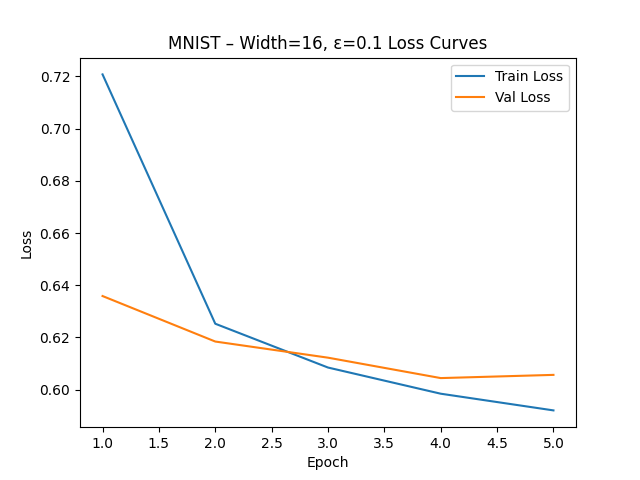 MNIST – Width=16, ε=0.1 Loss Curves
Train Loss
Val Loss
Loss
0.72
0.70
0.68
0.66
0.64
0.62
0.60
1.0 1.5 2.0 2.5 3.0 3.5 4.0 4.5 5.0
Epoch